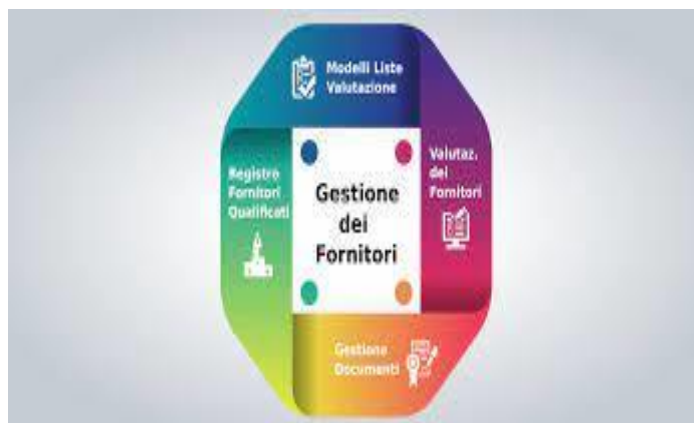 Modelli Liste
Valutazione
Valutaz.
dei
Fornitori
Registro
Fornitori
Qualificati
Gestione
dei
Fornitori
Gestione
Documenti